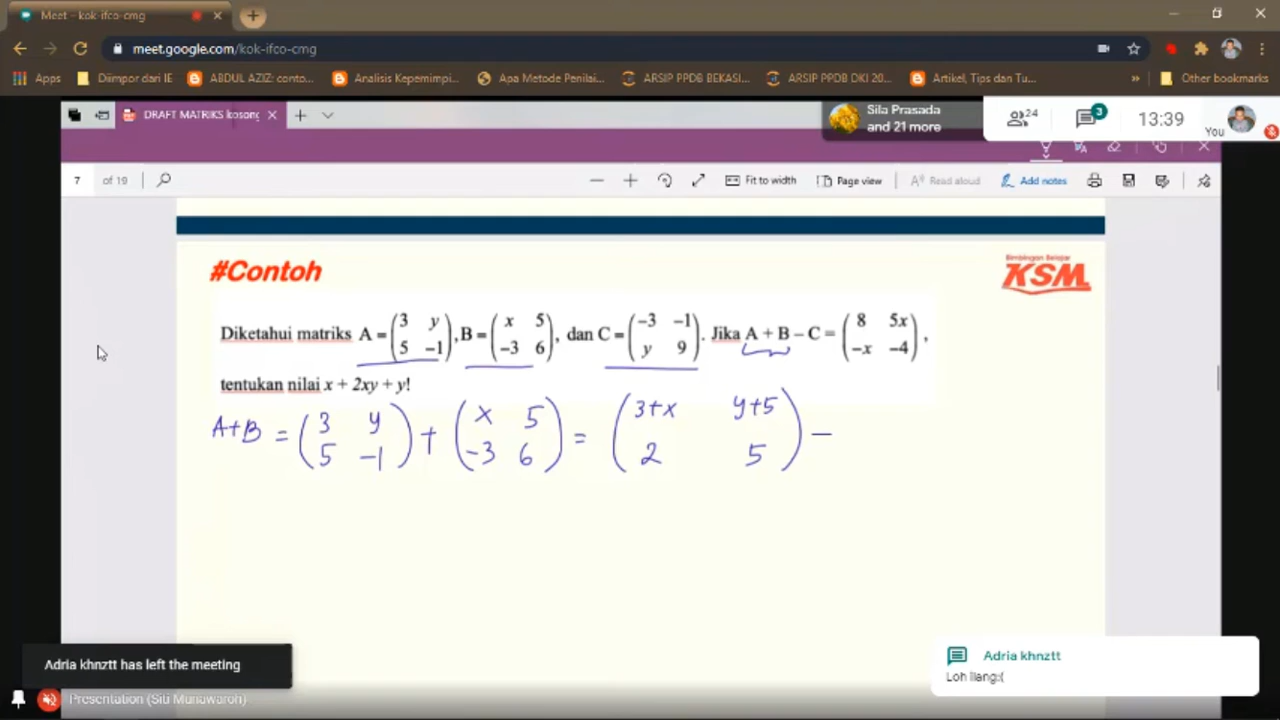 Meet – kok-ifco-cmg
meet.google.com/kok-ifco-cmg
Apps Diimpor dari IE ABDUL AZIZ: conto... Analisis Kepemimpi... Apa Metode Penilai... ARSIP PPDB BEKASI... ARSIP PPDB DKI 20... Artikel, Tips dan Tu... » Other bookmarks
DRAFT MATRIKS kosong
Sila Prasada
and 21 more
24
3
13:39
You
7 of 19 Fit to width Page view Read aloud Add notes
#Contoh
Bimbingan Belajar
KSM
Diketahui matriks A = (3 y 5 −1), B = (x 5 −3 6), dan C = (−3 −1 y 9). Jika A + B – C = (8 5x −x −4),
tentukan nilai x + 2xy + y!
A+B = (3 y 5 −1) + (x 5 −3 6) = (3+x y+5 2 5) −
Adria khnztt has left the meeting
Adria khnztt
Loh ilang:(
Presentation (Siti Munawaroh)